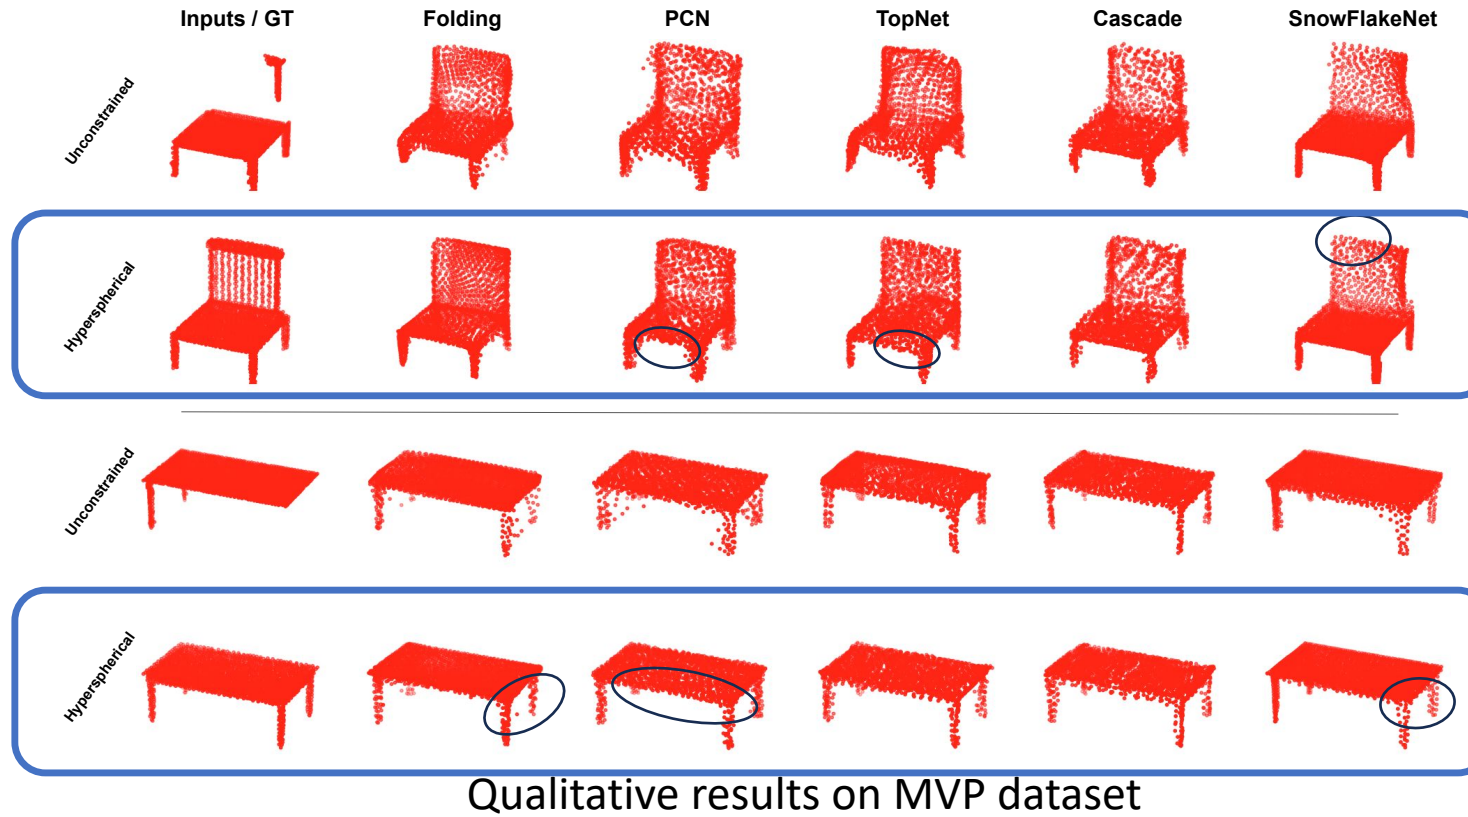 Inputs / GT Folding PCN TopNet Cascade SnowFlakeNet
Unconstrained
Hyperspherical
Unconstrained
Hyperspherical
Qualitative results on MVP dataset